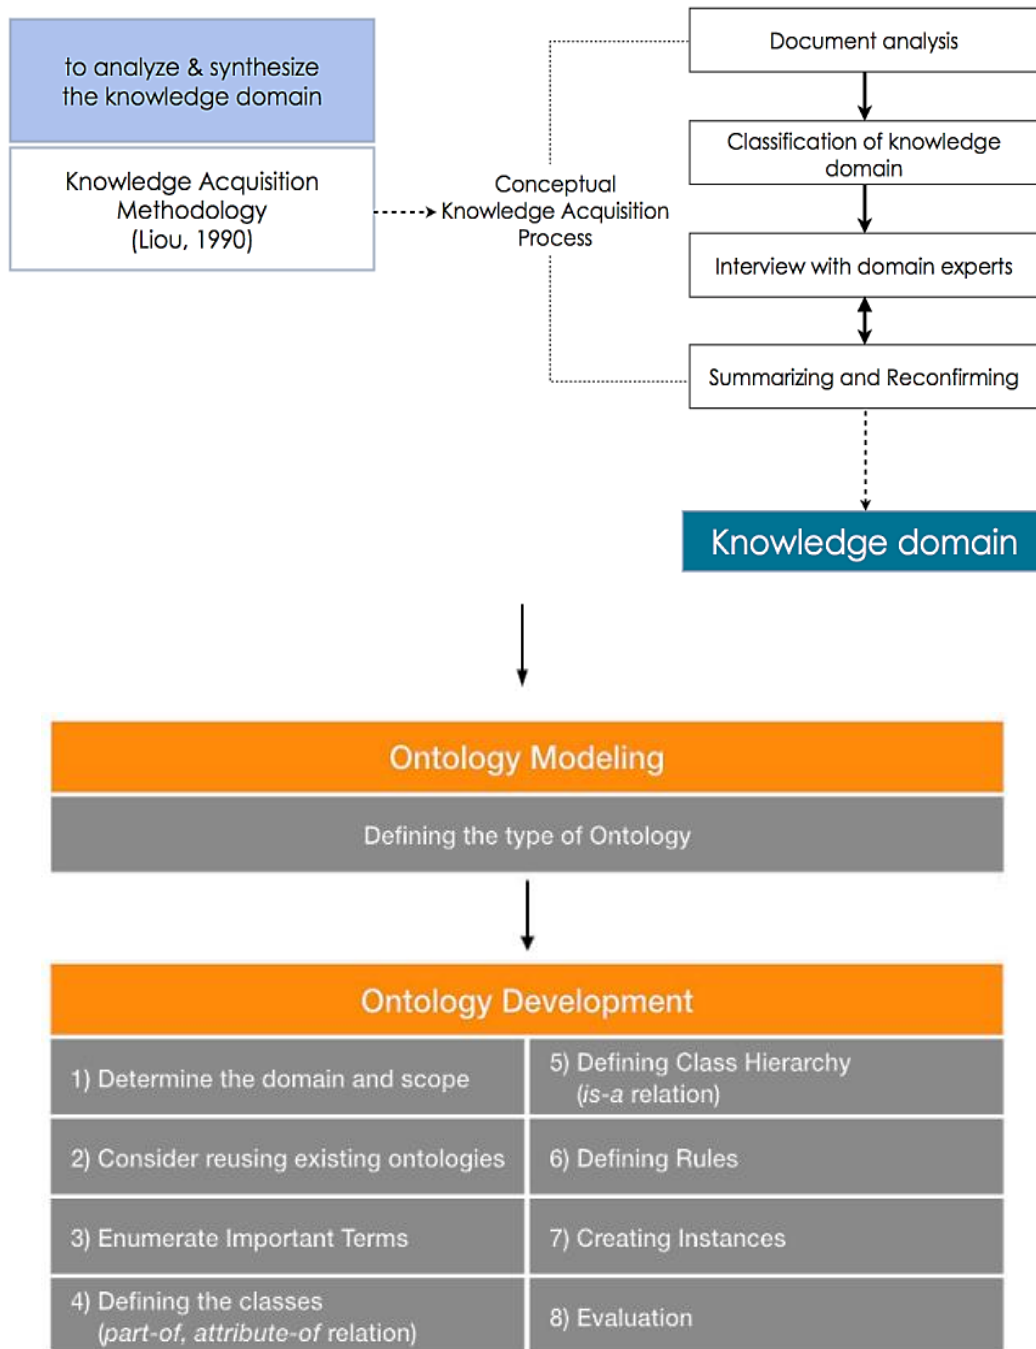 to analyze & synthesize
the knowledge domain
Knowledge Acquisition
Methodology
(Liou, 1990)
Conceptual
Knowledge Acquisition
Process
Document analysis
Classification of knowledge
domain
Interview with domain experts
Summarizing and Reconfirming
Knowledge domain
Ontology Modeling
Defining the type of Ontology
Ontology Development
1) Determine the domain and scope
2) Consider reusing existing ontologies
3) Enumerate Important Terms
4) Defining the classes
(part-of, attribute-of relation)
5) Defining Class Hierarchy
(is-a relation)
6) Defining Rules
7) Creating Instances
8) Evaluation